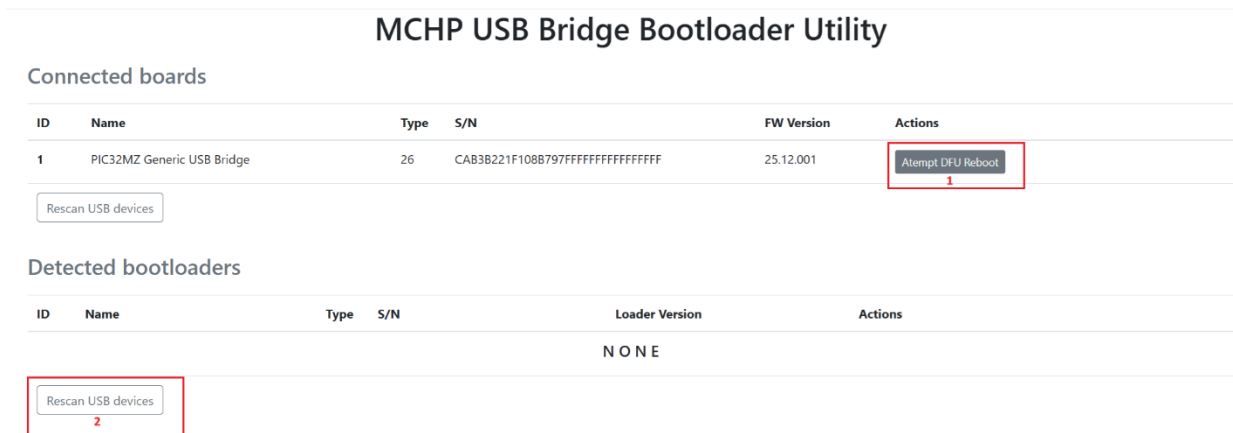 MCHP USB Bridge Bootloader Utility
Connected boards
ID Name Type S/N FW Version Actions
1 PIC32MZ Generic USB Bridge 26 CAB3B221F108B797FFFFFFFFFFFFFFFF 25.12.001 Atempt DFU Reboot
1
Rescan USB devices
Detected bootloaders
ID Name Type S/N Loader Version Actions
N O N E
Rescan USB devices
2